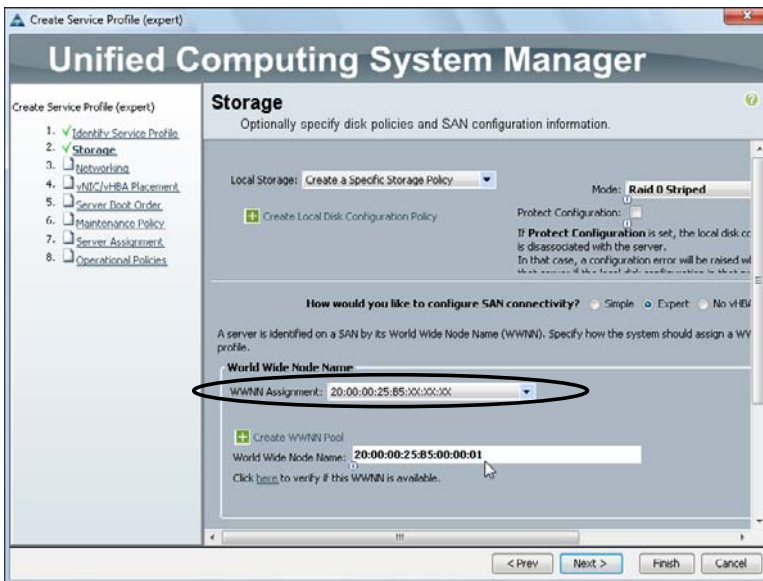 Create Service Profile (expert)
Unified Computing System Manager
Create Service Profile (expert)
1. Identify Service Profile
2. Storage
3. Networking
4. vNIC/vHBA Placement
5. Server Boot Order
6. Maintenance Policy
7. Server Assignment
8. Operational Policies
Storage
Optionally specify disk policies and SAN configuration information.
Local Storage: Create a Specific Storage Policy
Create Local Disk Configuration Policy
Mode: Raid 0 Striped
Protect Configuration:
If Protect Configuration is set, the local disk co
is disassociated with the server.
In that case, a configuration error will be raised w
How would you like to configure SAN connectivity? Simple Expert No vHBA
A server is identified on a SAN by its World Wide Node Name (WWNN). Specify how the system should assign a WW
profile.
World Wide Node Name
WWNN Assignment: 20:00:00:25:B5:XX:XX:XX
Create WWNN Pool
World Wide Node Name: 20:00:00:25:B5:00:00:01
Click here to verify if this WWNN is available.
< Prev Next > Finish Cancel